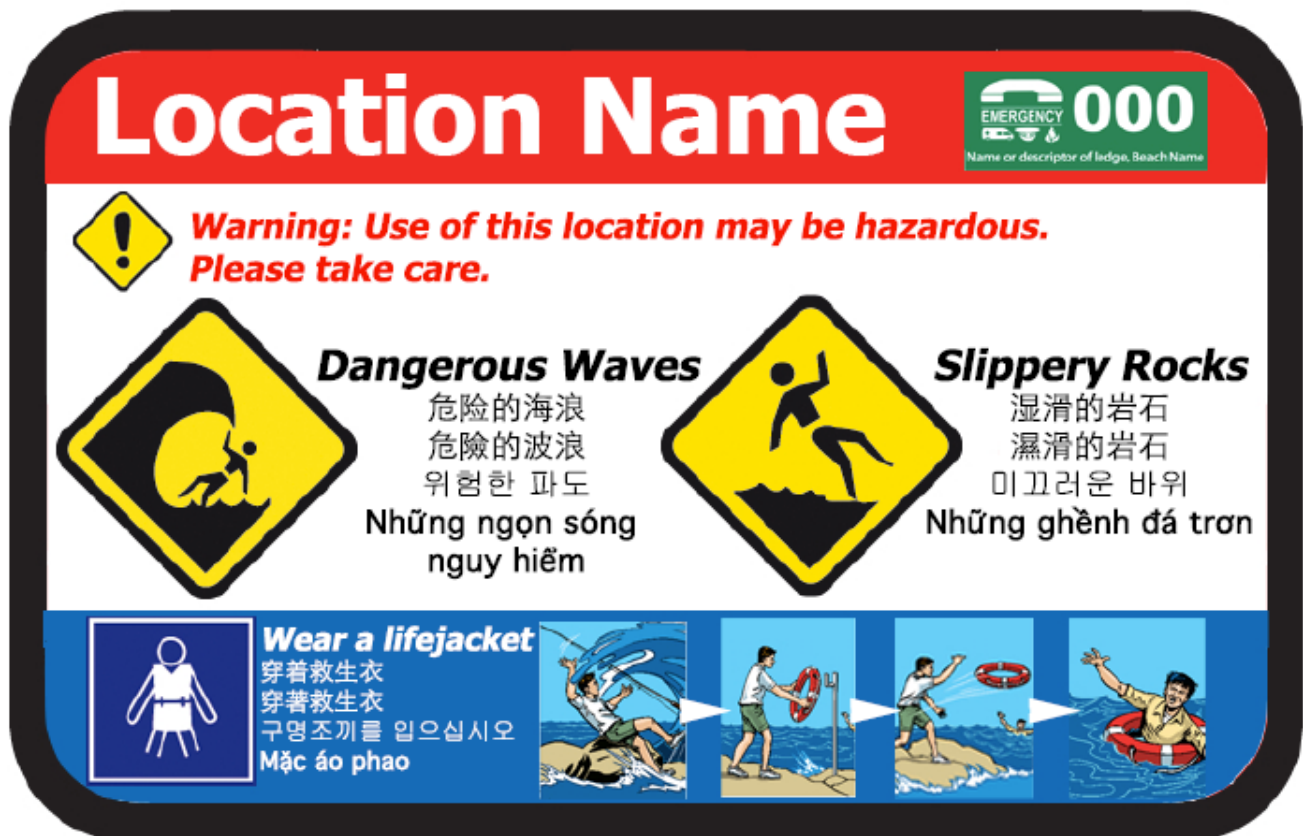 Location Name
EMERGENCY 000
Name or descriptor of ledge, Beach Name
Warning: Use of this location may be hazardous.
Please take care.
Dangerous Waves
危险的海浪
危險的波浪
위험한 파도
Những ngọn sóng
nguy hiểm
Slippery Rocks
湿滑的岩石
濕滑的岩石
미끄러운 바위
Những ghềnh đá trơn
Wear a lifejacket
穿着救生衣
穿著救生衣
구명조끼를 입으십시오
Mặc áo phao